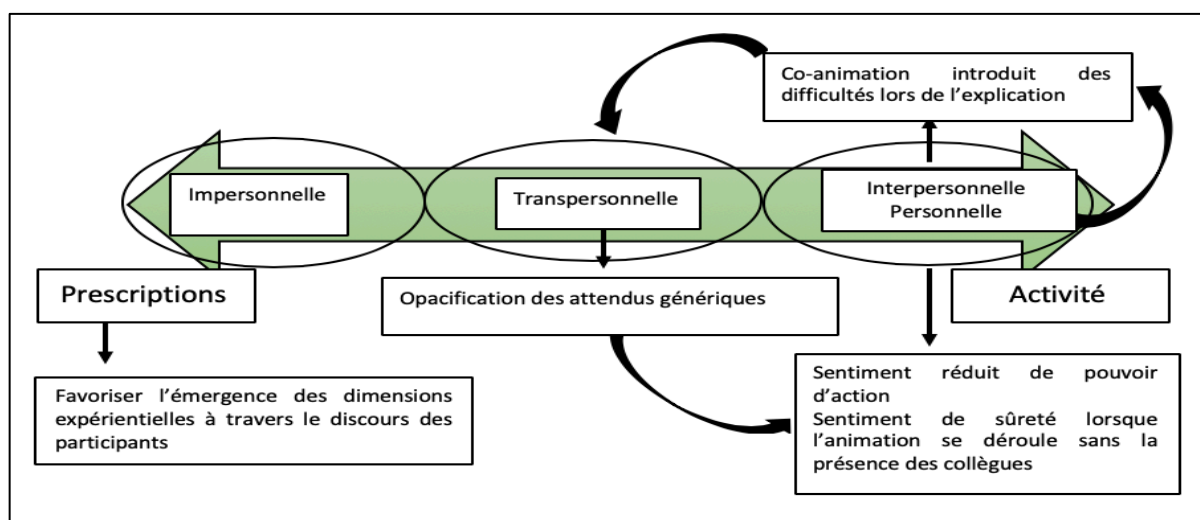 Co-animation introduit des
difficultés lors de l’explication
Impersonnelle
Transpersonnelle
Interpersonnelle
Personnelle
Prescriptions
Opacification des attendus génériques
Activité
Favoriser l’émergence des dimensions
expérientielles à travers le discours des
participants
Sentiment réduit de pouvoir
d’action
Sentiment de sûreté lorsque
l’animation se déroule sans la
présence des collègues